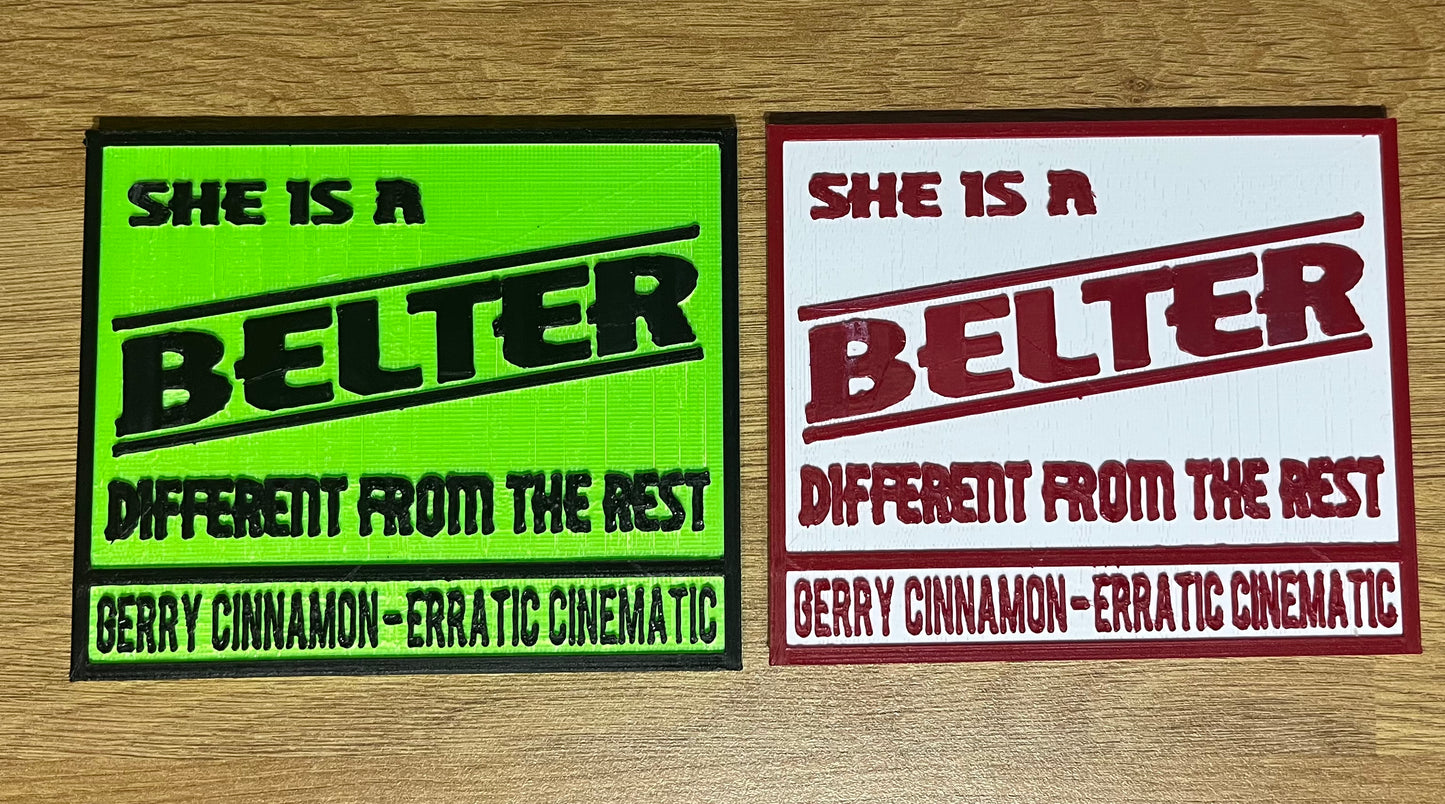 SHE IS A
BELTER
DIFFERENT FROM THE REST
GERRY CINNAMON-ERRATIC CINEMATIC
SHE IS A
BELTER
DIFFERENT FROM THE REST
GERRY CINNAMON-ERRATIC CINEMATIC